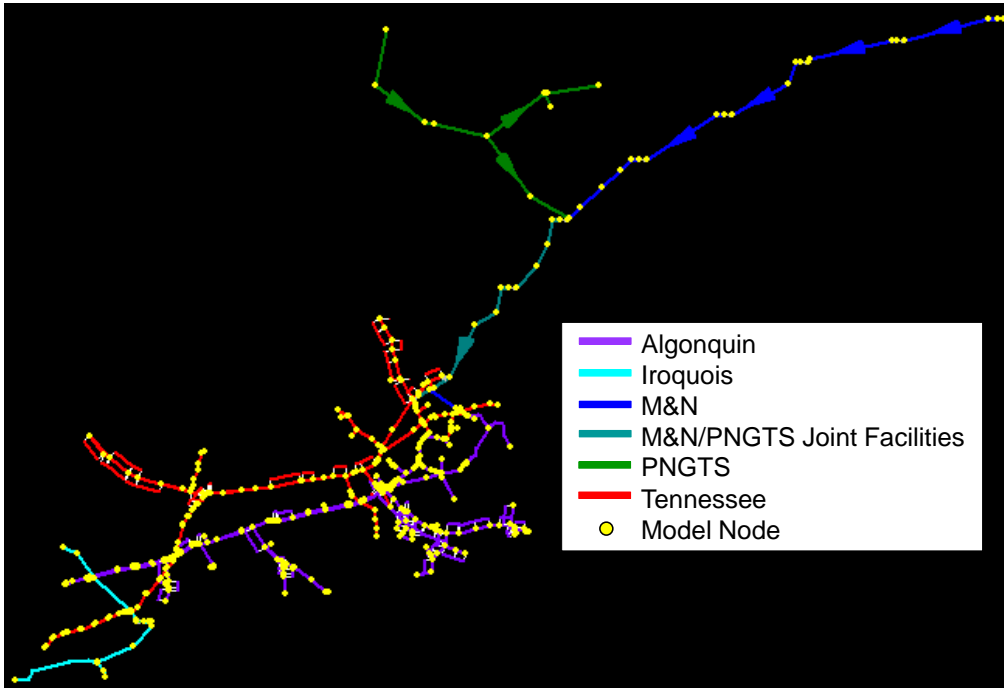 Algonquin
Iroquois
M&N
M&N/PNGTS Joint Facilities
PNGTS
Tennessee
Model Node